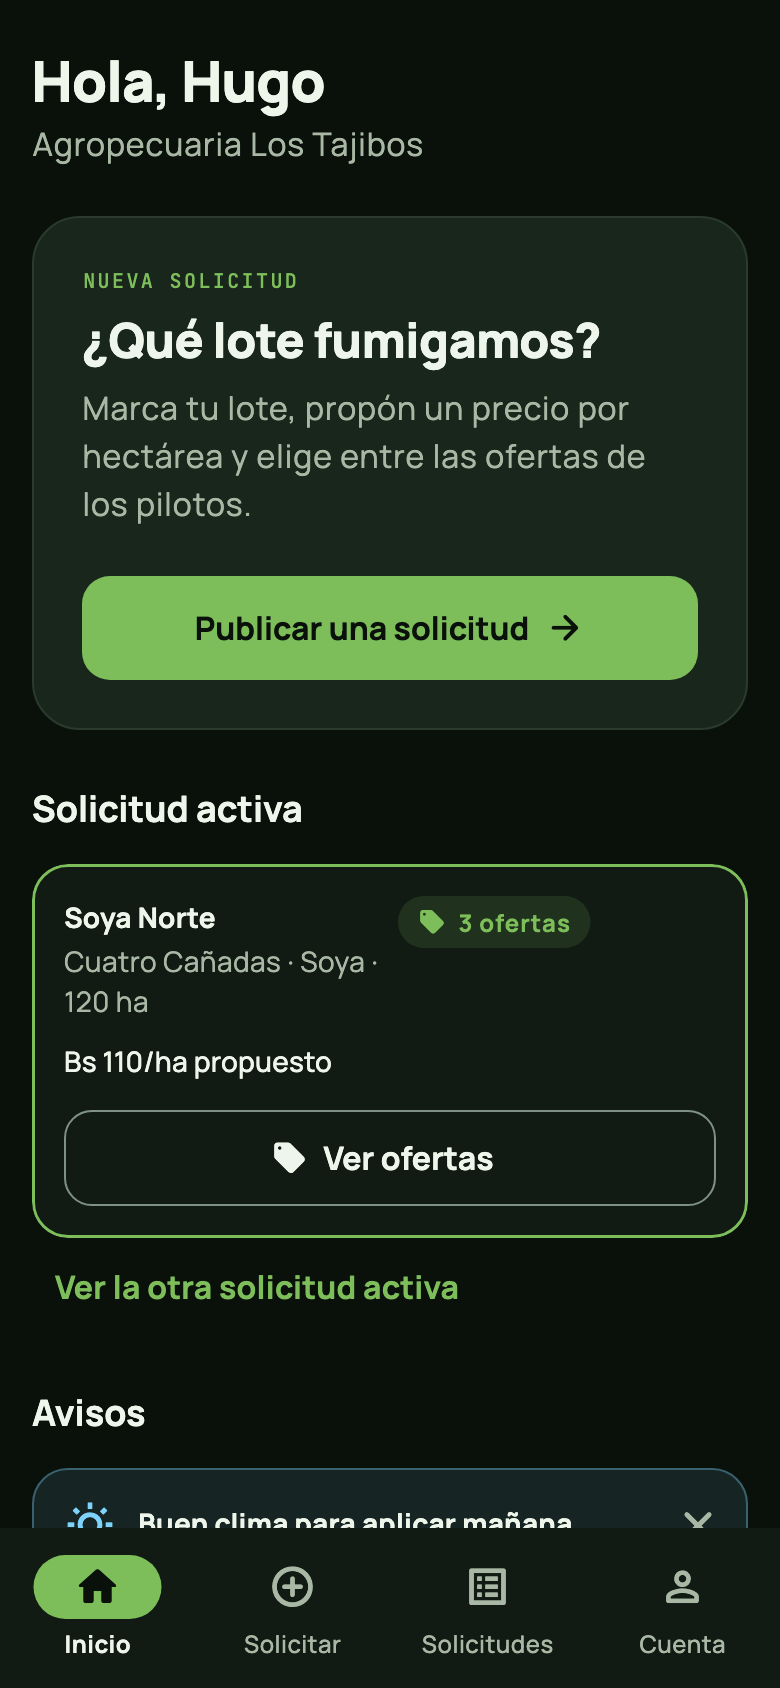 Hola, Hugo
Agropecuaria Los Tajibos
NUEVA SOLICITUD
¿Qué lote fumigamos?
Marca tu lote, propón un precio por
hectárea y elige entre las ofertas de
los pilotos.
Publicar una solicitud →
Solicitud activa
Soya Norte
3 ofertas
Cuatro Cañadas · Soya ·
120 ha
Bs 110/ha propuesto
Ver ofertas
Ver la otra solicitud activa
Avisos
Buen clima para aplicar mañana
Inicio
Solicitar
Solicitudes
Cuenta